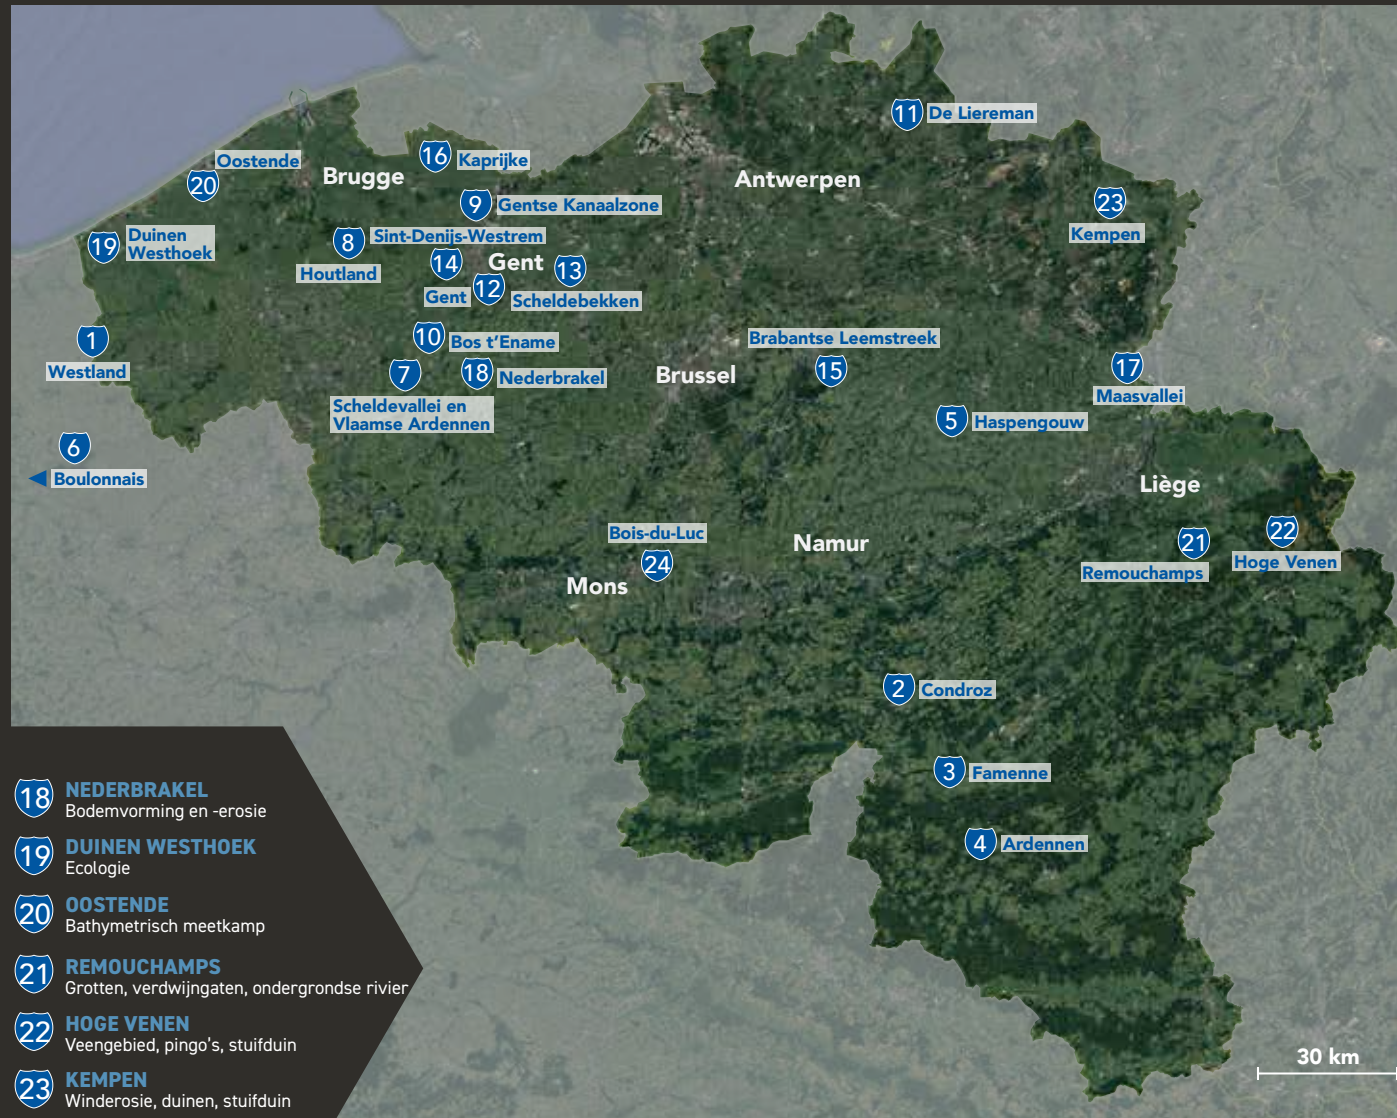 11 De Liereman
16 Kaprijke
Oostende
20
Brugge
Antwerpen
9 Gentse Kanaalzone
23
Kempen
19 Duinen
Westhoek
8 Sint-Denijs-Westrem
Houtland
14 Gent 13
Gent 12 Scheldebekken
1
Westland
10 Bos t’Ename
Brabantse Leemstreek
15
7
18 Nederbrakel
Brussel
17
Maasvallei
Scheldevallei en
Vlaamse Ardennen
5 Haspengouw
6
Boulonnais
Liège
Bois-du-Luc
24
Namur
21
Remouchamps
22
Hoge Venen
Mons
2 Condroz
3 Famenne
4 Ardennen
18 NEDERBRAKEL
Bodemvorming en -erosie
19 DUINEN WESTHOEK
Ecologie
20 OOSTENDE
Bathymetrisch meetkamp
21 REMOUCHAMPS
Grotten, verdwijngaten, ondergrondse rivier
22 HOGE VENEN
Veengebied, pingo’s, stuifduin
23 KEMPEN
Winderosie, duinen, stuifduin
30 km